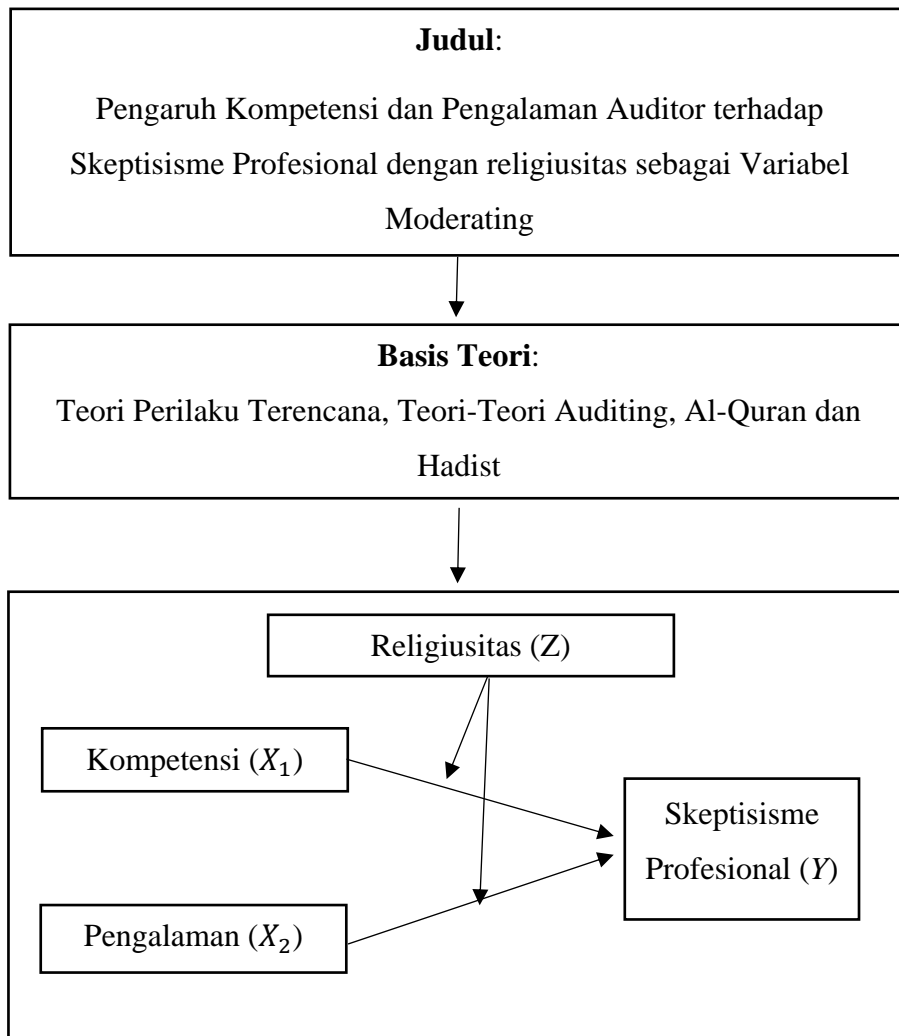 Judul:
Pengaruh Kompetensi dan Pengalaman Auditor terhadap
Skeptisisme Profesional dengan religiusitas sebagai Variabel
Moderating
Basis Teori:
Teori Perilaku Terencana, Teori-Teori Auditing, Al-Quran dan
Hadist
Religiusitas (Z)
Kompetensi (X₁)
Skeptisisme
Profesional (Y)
Pengalaman (X₂)